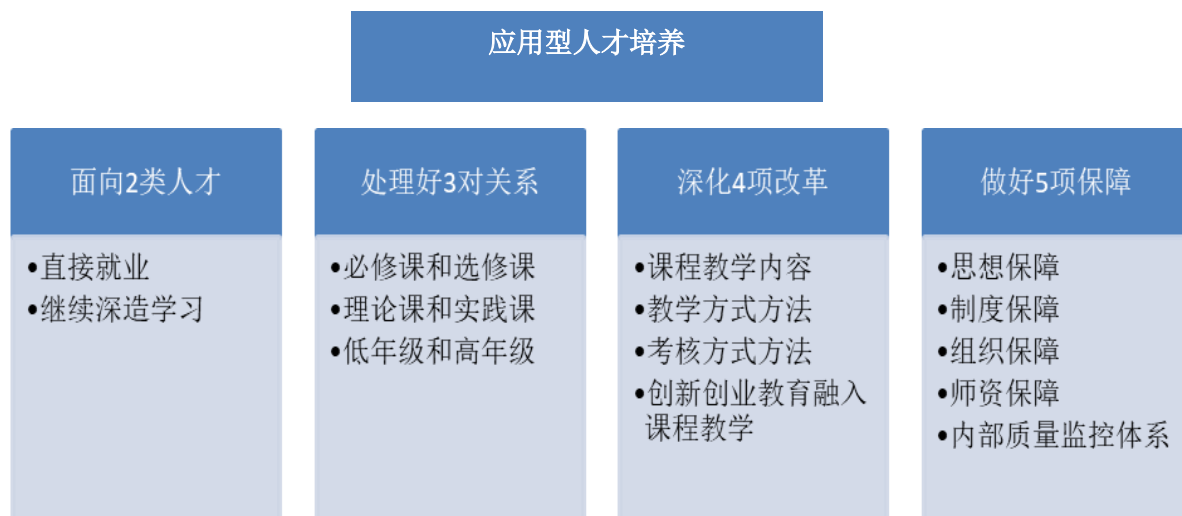 应用型人才培养
面向2类人才
•直接就业
•继续深造学习
处理好3对关系
•必修课和选修课
•理论课和实践课
•低年级和高年级
深化4项改革
•课程教学内容
•教学方式方法
•考核方式方法
•创新创业教育融入
课程教学
做好5项保障
•思想保障
•制度保障
•组织保障
•师资保障
•内部质量监控体系